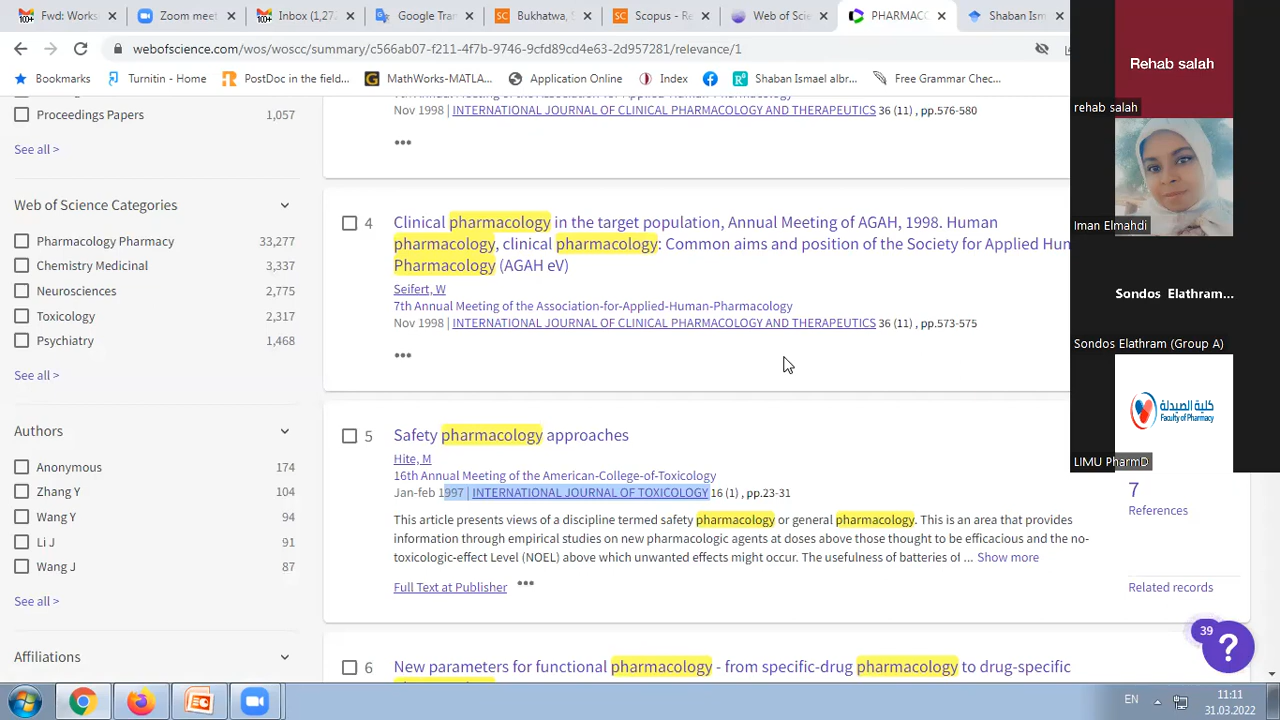 Fwd: Works
Zoom meet
Inbox (1,27
Google Tran
Bukhatwa, S
Scopus - Re
Web of Scie
PHARMACC
Shaban Ism
webofscience.com/wos/woscc/summary/c566ab07-f211-4f7b-9746-9cfd89cd4e63-2d957281/relevance/1
Bookmarks
Turnitin - Home
PostDoc in the field...
MathWorks-MATLA...
Application Online
Index
Shaban Ismael albr...
Free Grammar Chec...
Proceedings Papers 1,057
See all >
Web of Science Categories
Pharmacology Pharmacy 33,277
Chemistry Medicinal 3,337
Neurosciences 2,775
Toxicology 2,317
Psychiatry 1,468
See all >
Authors
Anonymous 174
Zhang Y 104
Wang Y 94
Li J 91
Wang J 87
See all >
Affiliations
Nov 1998 | INTERNATIONAL JOURNAL OF CLINICAL PHARMACOLOGY AND THERAPEUTICS 36 (11) , pp.576-580
4 Clinical pharmacology in the target population, Annual Meeting of AGAH, 1998. Human
pharmacology, clinical pharmacology: Common aims and position of the Society for Applied Hun
Pharmacology (AGAH eV)
Seifert, W
7th Annual Meeting of the Association-for-Applied-Human-Pharmacology
Nov 1998 | INTERNATIONAL JOURNAL OF CLINICAL PHARMACOLOGY AND THERAPEUTICS 36 (11) , pp.573-575
5 Safety pharmacology approaches
Hite, M
16th Annual Meeting of the American-College-of-Toxicology
Jan-feb 1997 | INTERNATIONAL JOURNAL OF TOXICOLOGY 16 (1) , pp.23-31
This article presents views of a discipline termed safety pharmacology or general pharmacology. This is an area that provides
information through empirical studies on new pharmacologic agents at doses above those thought to be efficacious and the no-
toxicologic-effect Level (NOEL) above which unwanted effects might occur. The usefulness of batteries of ... Show more
Full Text at Publisher
7
References
Related records
6 New parameters for functional pharmacology - from specific-drug pharmacology to drug-specific
39
?
Rehab salah
rehab salah
Iman Elmahdi
Sondos Elathram...
Sondos Elathram (Group A)
كلية الصيدلة
Faculty of Pharmacy
LIMU PharmD
EN
11:11
31.03.2022